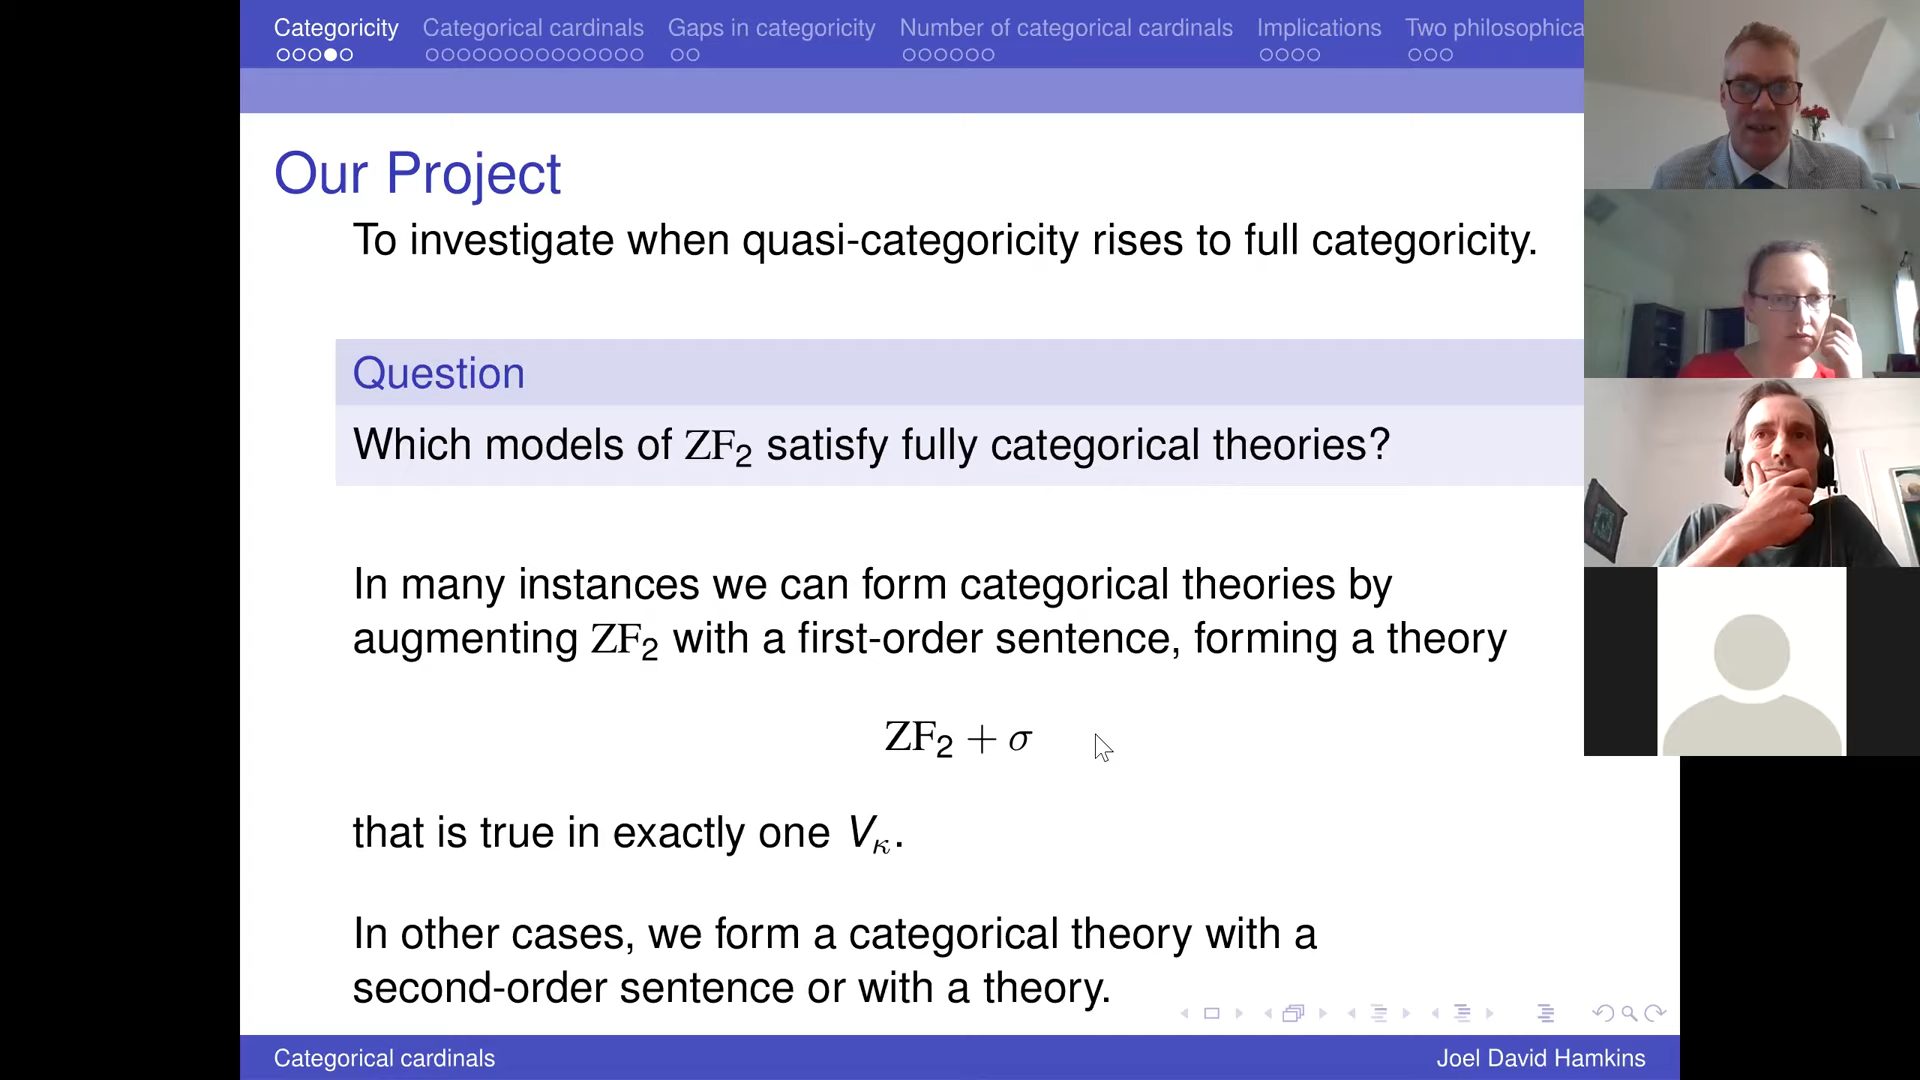 Categoricity Categorical cardinals Gaps in categoricity Number of categorical cardinals Implications Two philosophica
Our Project
To investigate when quasi-categoricity rises to full categoricity.
Question
Which models of ZF₂ satisfy fully categorical theories?
In many instances we can form categorical theories by
augmenting ZF₂ with a first-order sentence, forming a theory
ZF₂ + σ
that is true in exactly one Vκ.
In other cases, we form a categorical theory with a
second-order sentence or with a theory.
Categorical cardinals Joel David Hamkins